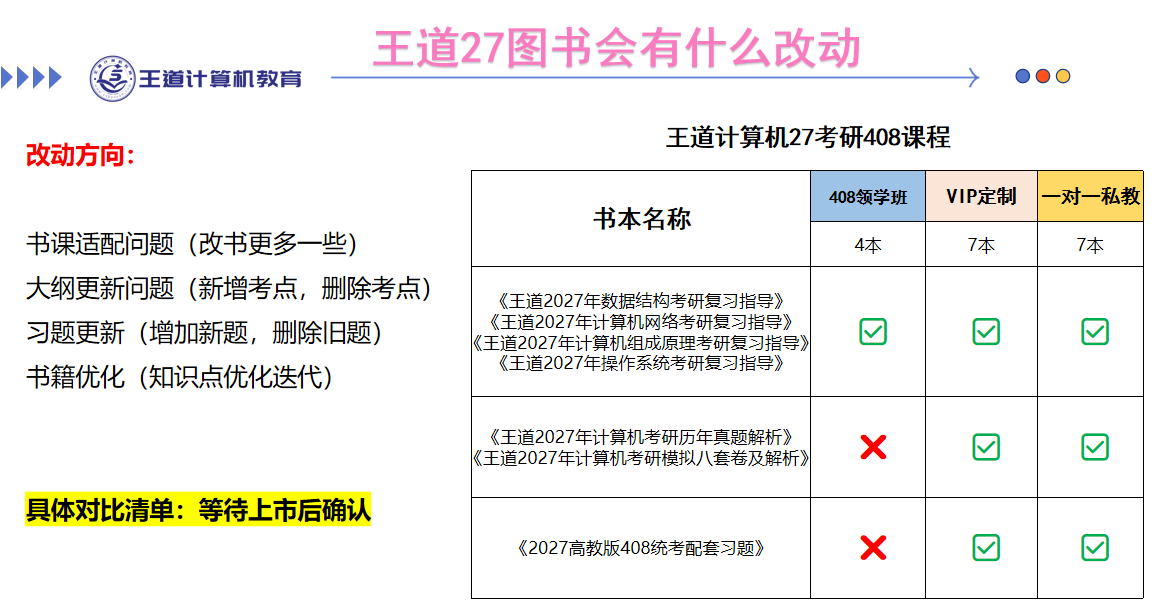 王道27图书会有什么改动
王道计算机教育
改动方向：
书课适配问题（改书更多一些）
大纲更新问题（新增考点，删除考点）
习题更新（增加新题，删除旧题）
书籍优化（知识点优化迭代）
具体对比清单：等待上市后确认
王道计算机27考研408课程
书本名称
408领学班
VIP定制
一对一私教
4本
7本
7本
《王道2027年数据结构考研复习指导》
《王道2027年计算机网络考研复习指导》
《王道2027年计算机组成原理考研复习指导》
《王道2027年操作系统考研复习指导》
《王道2027年计算机考研历年真题解析》
《王道2027年计算机考研模拟八套卷及解析》
《2027高教版408统考配套习题》